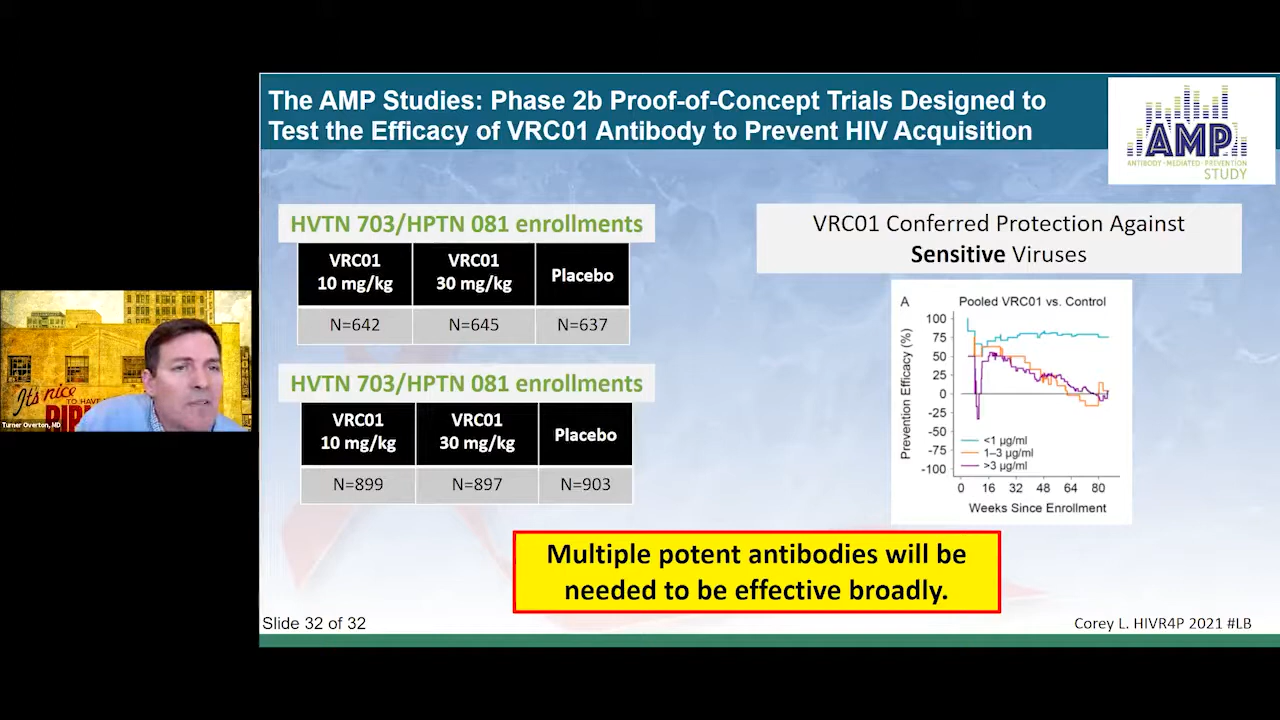 The AMP Studies: Phase 2b Proof-of-Concept Trials Designed to
Test the Efficacy of VRC01 Antibody to Prevent HIV Acquisition
AMP
ANTIBODY·MEDIATED·PREVENTION
STUDY
HVTN 703/HPTN 081 enrollments
VRC01 10 mg/kg VRC01 30 mg/kg Placebo
N=642 N=645 N=637
HVTN 703/HPTN 081 enrollments
VRC01 10 mg/kg VRC01 30 mg/kg Placebo
N=899 N=897 N=903
VRC01 Conferred Protection Against
Sensitive Viruses
A Pooled VRC01 vs. Control
Prevention Efficacy (%)
100
75
50
25
0
-25
-50
-75
-100
<1 µg/ml
1–3 µg/ml
>3 µg/ml
0 16 32 48 64 80
Weeks Since Enrollment
It's nice
TO HAVE
Turner Overton, MD
Multiple potent antibodies will be
needed to be effective broadly.
Slide 32 of 32
Corey L. HIVR4P 2021 #LB